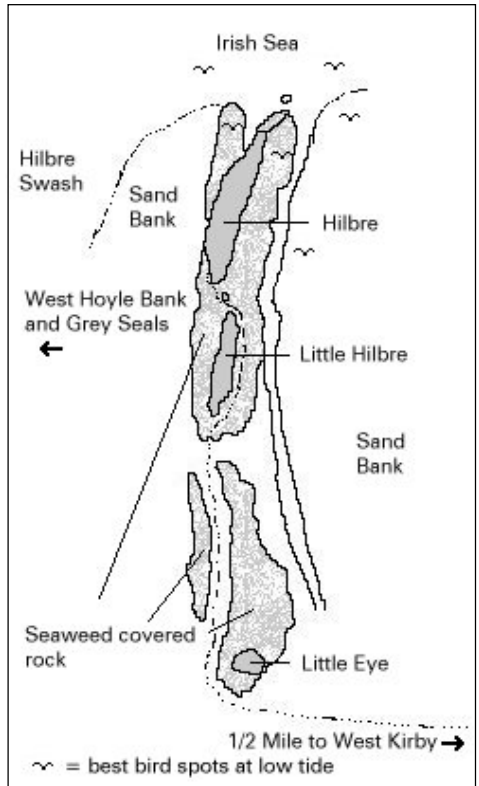 Irish Sea
Hilbre
Swash
Sand
Bank
Hilbre
West Hoyle Bank
and Grey Seals
Little Hilbre
Sand
Bank
Seaweed covered
rock
Little Eye
1/2 Mile to West Kirby
= best bird spots at low tide